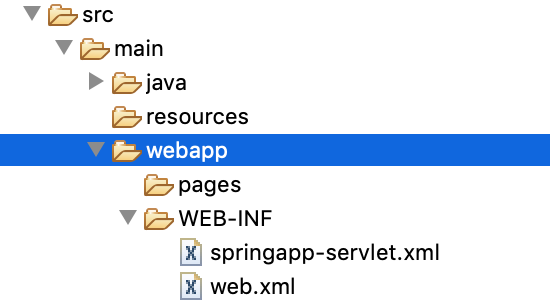 src
main
java
resources
webapp
pages
WEB-INF
springapp-servlet.xml
web.xml